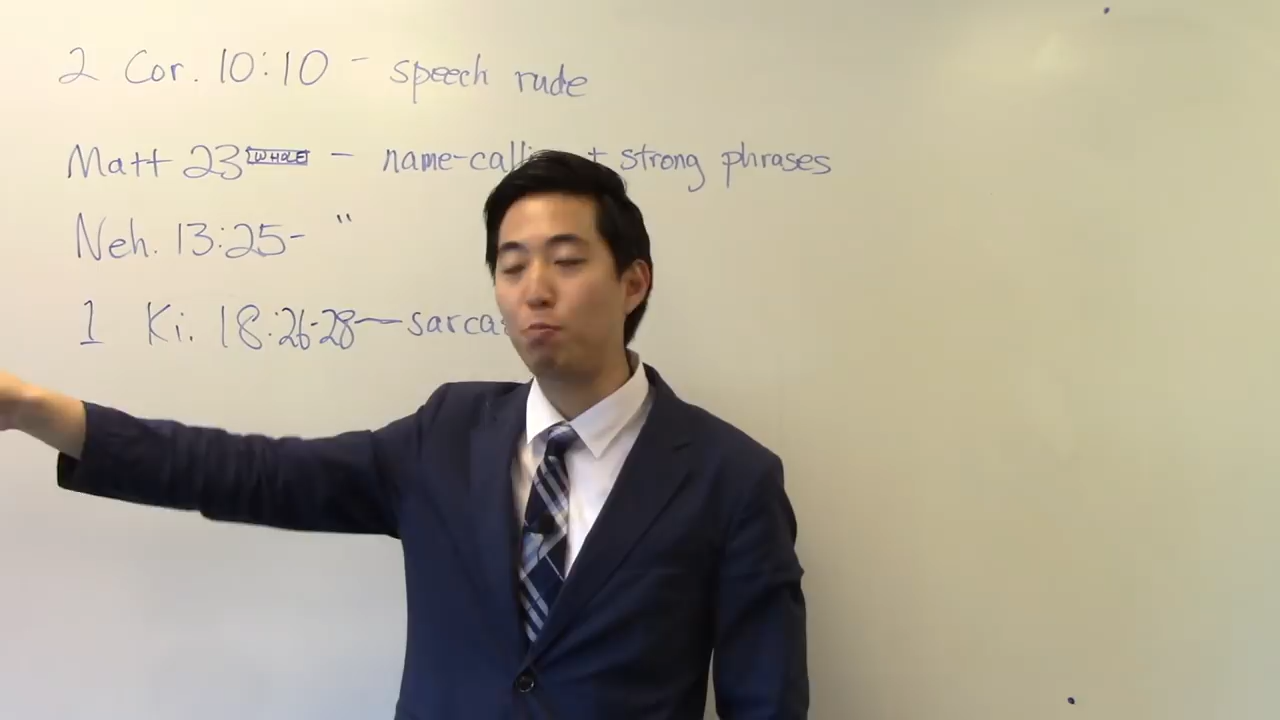 2 Cor. 10:10 - speech rude
Matt 23 WHOLE - name-calli + strong phrases
Neh. 13:25- "
1 Ki. 18:26-28 — sarca